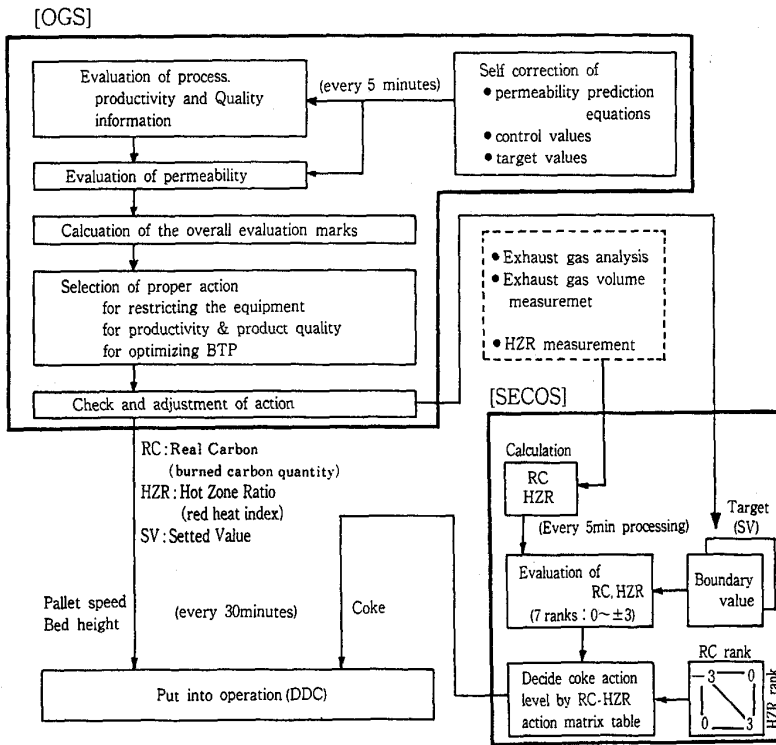 [OGS]
Evaluation of process.
productivity and Quality
information
(every 5 minutes)
Self correction of
● permeability prediction
equations
● control values
● target values
Evaluation of permeability
Calcuation of the overall evaluation marks
Selection of proper action
for restricting the equipment
for productivity & product quality
for optimizing BTP
Check and adjustment of action
● Exhaust gas analysis
● Exhaust gas volume
measuremet
● HZR measurement
[SECOS]
RC : Real Carbon
(burned carbon quantity)
HZR : Hot Zone Ratio
(red heat index)
SV : Setted Value
Calculation
RC
HZR
(Every 5min processing)
Target
(SV)
Evaluation of
RC, HZR
(7 ranks : 0~±3)
Boundary
value
Pallet speed
Bed height
(every 30minutes)
Coke
Put into operation (DDC)
Decide coke action
level by RC-HZR
action matrix table
RC rank
-3 0
0 3
HZR rank